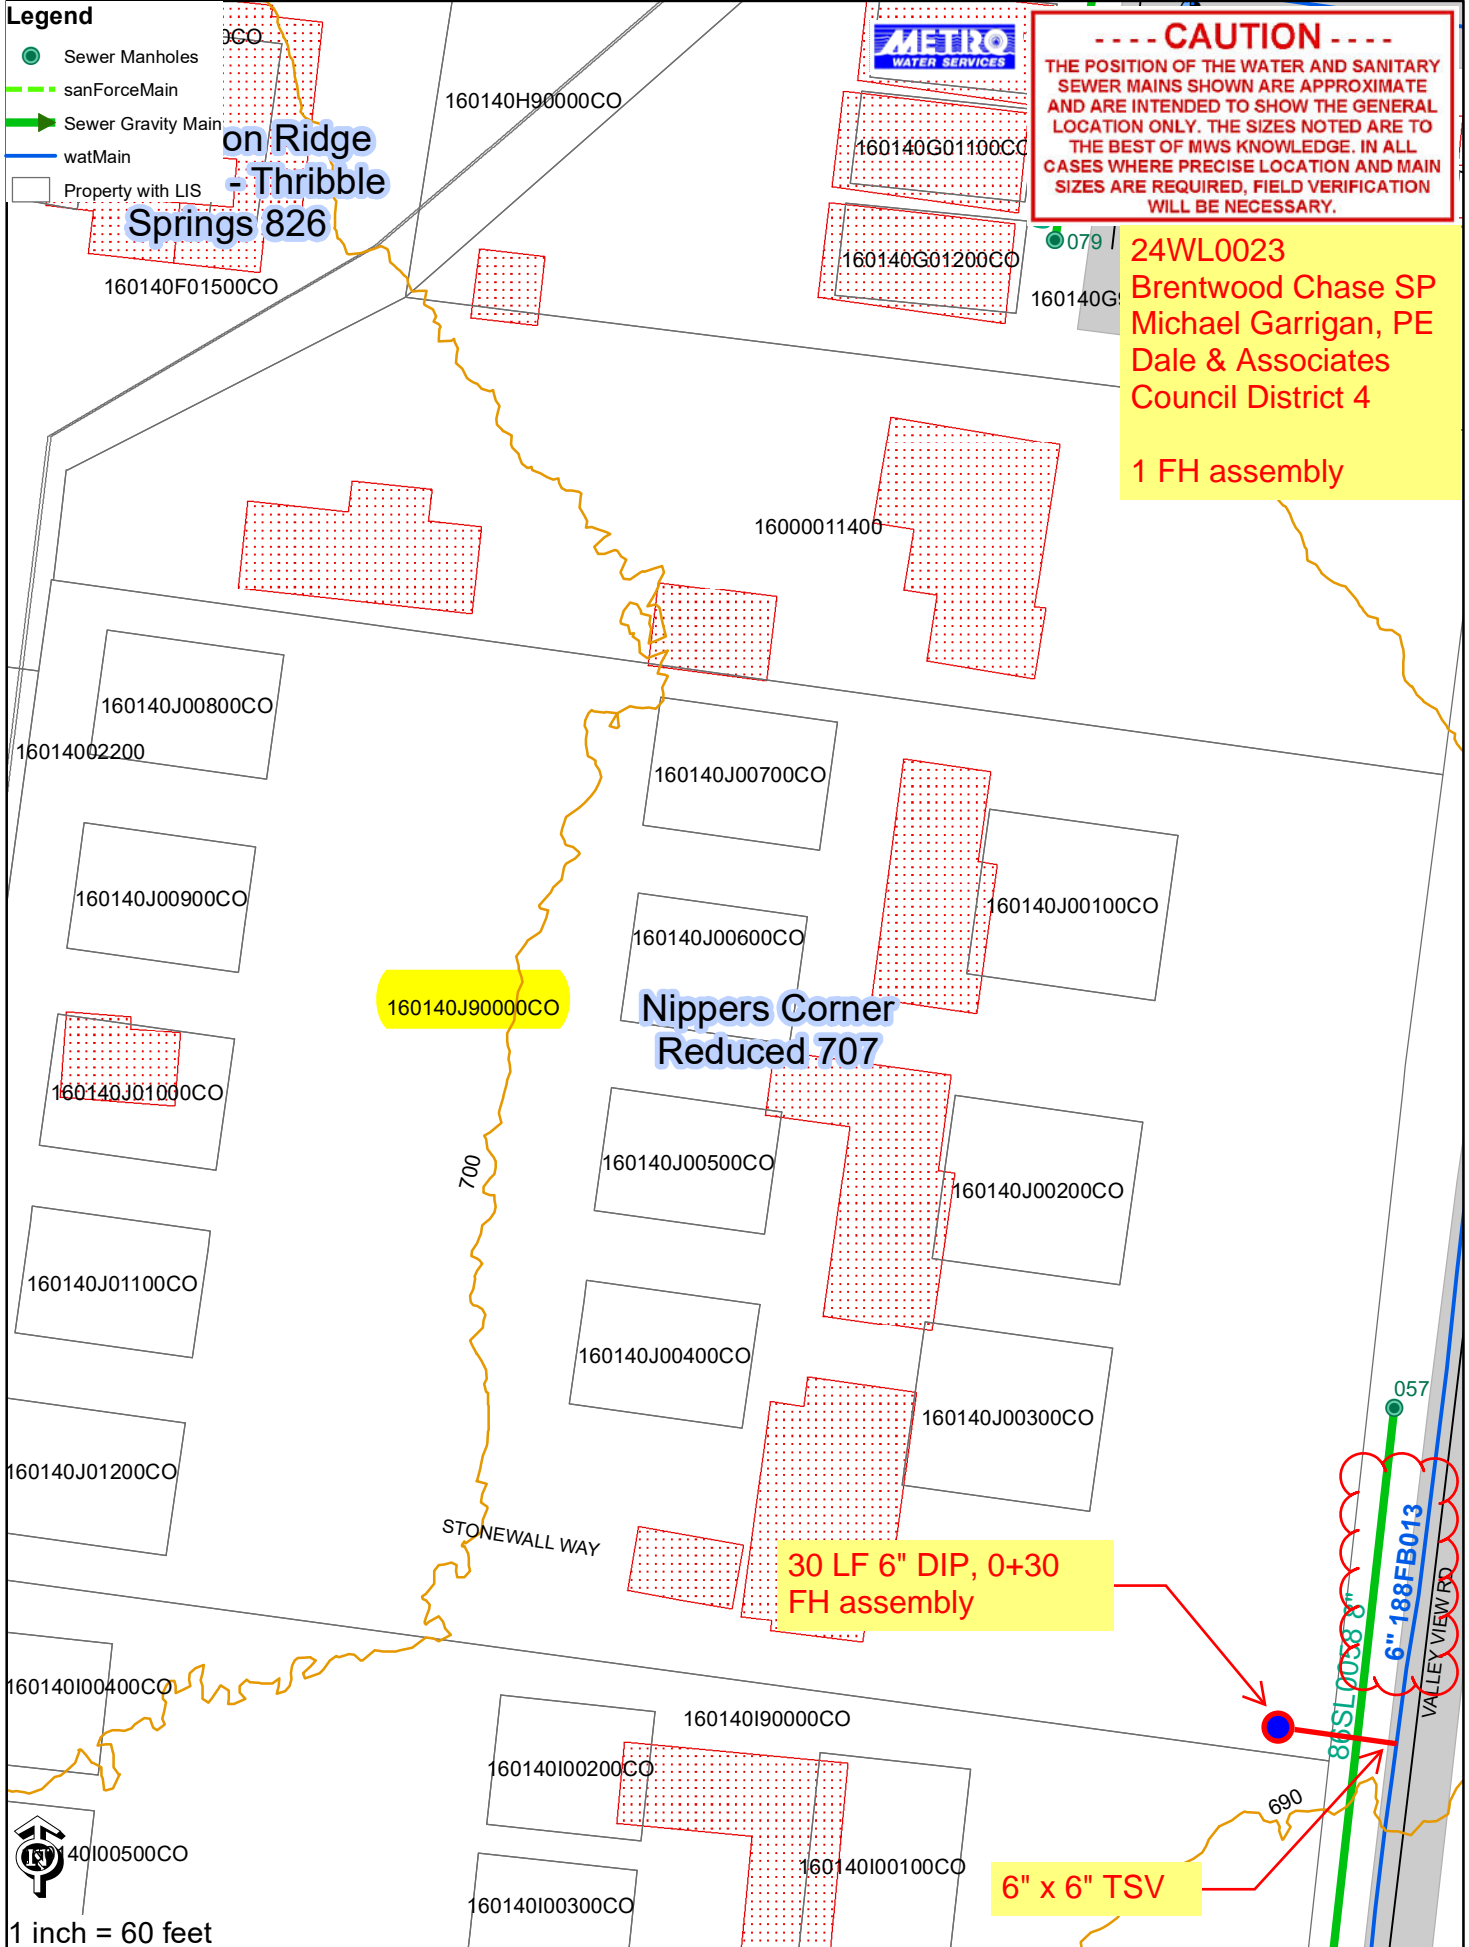 Legend
Sewer Manholes
sanForceMain
Sewer Gravity Main
watMain
Property with LIS
METRO
WATER SERVICES
- - - - CAUTION - - - -
THE POSITION OF THE WATER AND SANITARY
SEWER MAINS SHOWN ARE APPROXIMATE
AND ARE INTENDED TO SHOW THE GENERAL
LOCATION ONLY. THE SIZES NOTED ARE TO
THE BEST OF MWS KNOWLEDGE. IN ALL
CASES WHERE PRECISE LOCATION AND MAIN
SIZES ARE REQUIRED, FIELD VERIFICATION
WILL BE NECESSARY.
24WL0023
Brentwood Chase SP
Michael Garrigan, PE
Dale & Associates
Council District 4
1 FH assembly
on Ridge
- Thribble
Springs 826
160140H90000CO
160140G01100CO
160140G01200CO
079
160140G
160140F01500CO
16000011400
160140J00800CO
16014002200
160140J00700CO
160140J00900CO
160140J00600CO
160140J00100CO
160140J90000CO
Nippers Corner
Reduced 707
160140J01000CO
160140J00500CO
160140J00200CO
700
160140J01100CO
160140J00400CO
160140J00300CO
057
160140J01200CO
STONEWALL WAY
30 LF 6" DIP, 0+30
FH assembly
6" 188FB013
VALLEY VIEW RD
86SL0058 8"
160140I00400CO
160140I90000CO
160140I00200CO
690
140I00500CO
160140I00100CO
6" x 6" TSV
160140I00300CO
1 inch = 60 feet